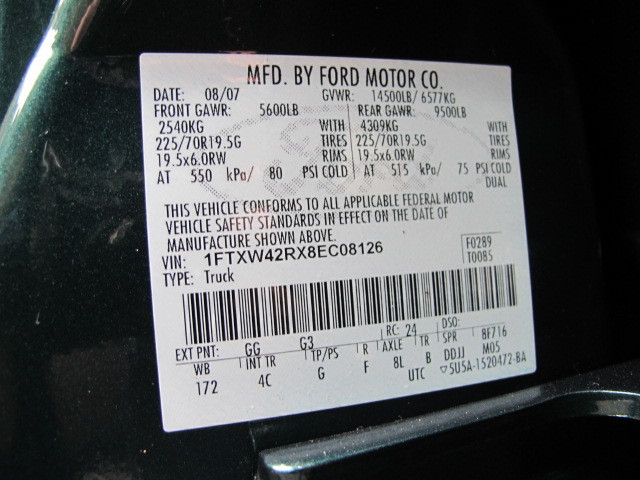 MFD. BY FORD MOTOR CO.
DATE: 08/07 GVWR: 14500LB/ 6577KG
FRONT GAWR: 5600LB REAR GAWR: 9500LB
2540KG WITH 4309KG WITH
225/70R19.5G TIRES 225/70R19.5G TIRES
19.5x6.0RW RIMS 19.5x6.0RW RIMS
AT 550 kPa/ 80 PSI COLD AT 515 kPa/ 75 PSI COLD
DUAL
THIS VEHICLE CONFORMS TO ALL APPLICABLE FEDERAL MOTOR
VEHICLE SAFETY STANDARDS IN EFFECT ON THE DATE OF
MANUFACTURE SHOWN ABOVE.
VIN: 1FTXW42RX8EC08126 F0289
TYPE: Truck T0085
EXT PNT: GG G3 RC: 24 DSO:
WB INT TR TP/PS R AXLE TR SPR 8F716
172 4C G F 8L B DDJJ M05
UTC ▽5U5A-1520472-BA